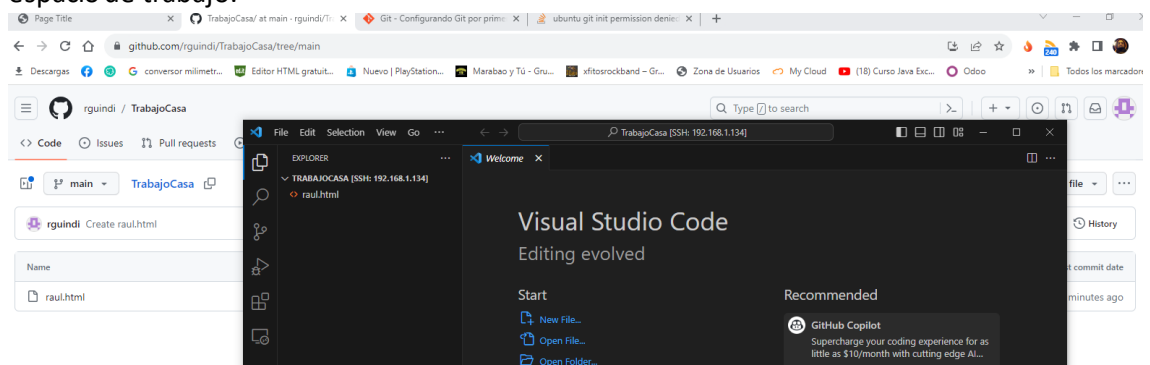 espacio de trabajo.
Page Title
TrabajoCasa/ at main · rguindi/Tr
Git - Configurando Git por prime
ubuntu git init permission denied
github.com/rguindi/TrabajoCasa/tree/main
240
Descargas
conversor milimetr...
Editor HTML gratuit...
Nuevo | PlayStation...
Marabao y Tú - Gru...
xfitosrockband – Gr...
Zona de Usuarios
My Cloud
(18) Curso Java Exc...
Odoo
»
Todos los marcadore
rguindi / TrabajoCasa
Type / to search
Code
Issues
Pull requests
File Edit Selection View Go ···
TrabajoCasa [SSH: 192.168.1.134]
EXPLORER ···
Welcome
main
TrabajoCasa
TRABAJOCASA [SSH: 192.168.1.134]
raul.html
file
rguindi Create raul.html
History
Visual Studio Code
Editing evolved
Name
t commit date
raul.html
minutes ago
Start
New File...
Open File...
Open Folder...
Recommended
GitHub Copilot
Supercharge your coding experience for as
little as $10/month with cutting edge AI...